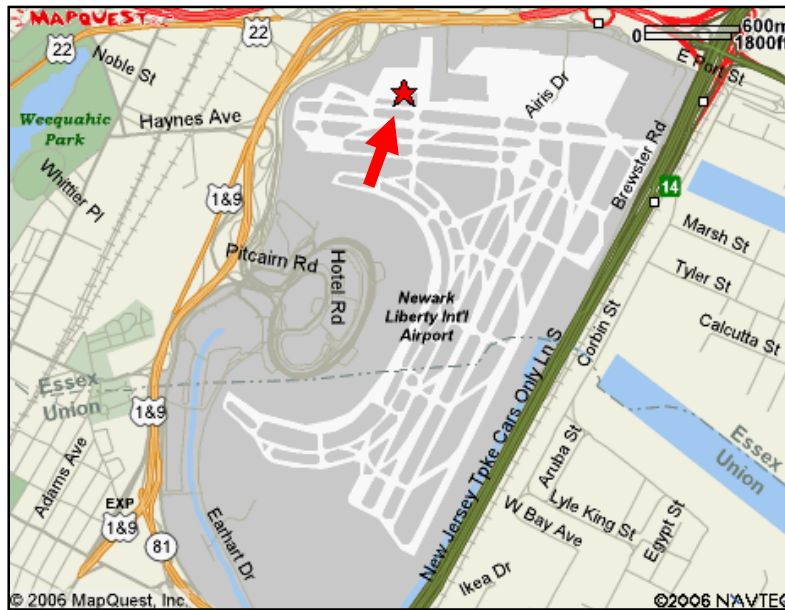 MAPQUEST
22
22
600m
0
1800ft
Noble St
E Port St
Airis Dr
Weequahic
Park
Haynes Ave
Brewster Rd
Whittier Pl
1&9
14
Marsh St
Pitcairn Rd
Hotel Rd
Tyler St
Newark
Liberty Int'l
Airport
Calcutta St
Corbin St
Essex
Union
1&9
New Jersey Tpke Cars Only Ln S
Essex
Union
Adams Ave
Aruba St
EXP
1&9
Lyle King St
W Bay Ave
Egypt St
81
Earhart Dr
Ikea Dr
© 2006 MapQuest, Inc.
©2006 NAVTEQ